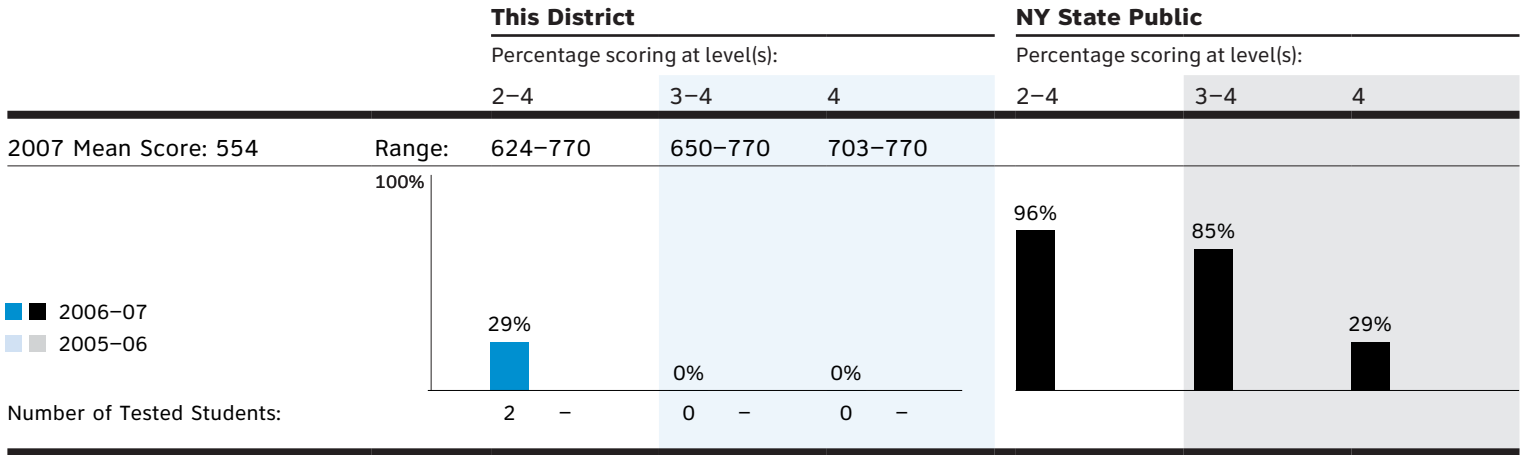 This District NY State Public
Percentage scoring at level(s): Percentage scoring at level(s):
2–4 3–4 4 2–4 3–4 4
2007 Mean Score: 554 Range: 624–770 650–770 703–770
100%
96%
85%
2006–07
29% 29%
2005–06
0% 0%
Number of Tested Students: 2 – 0 – 0 –